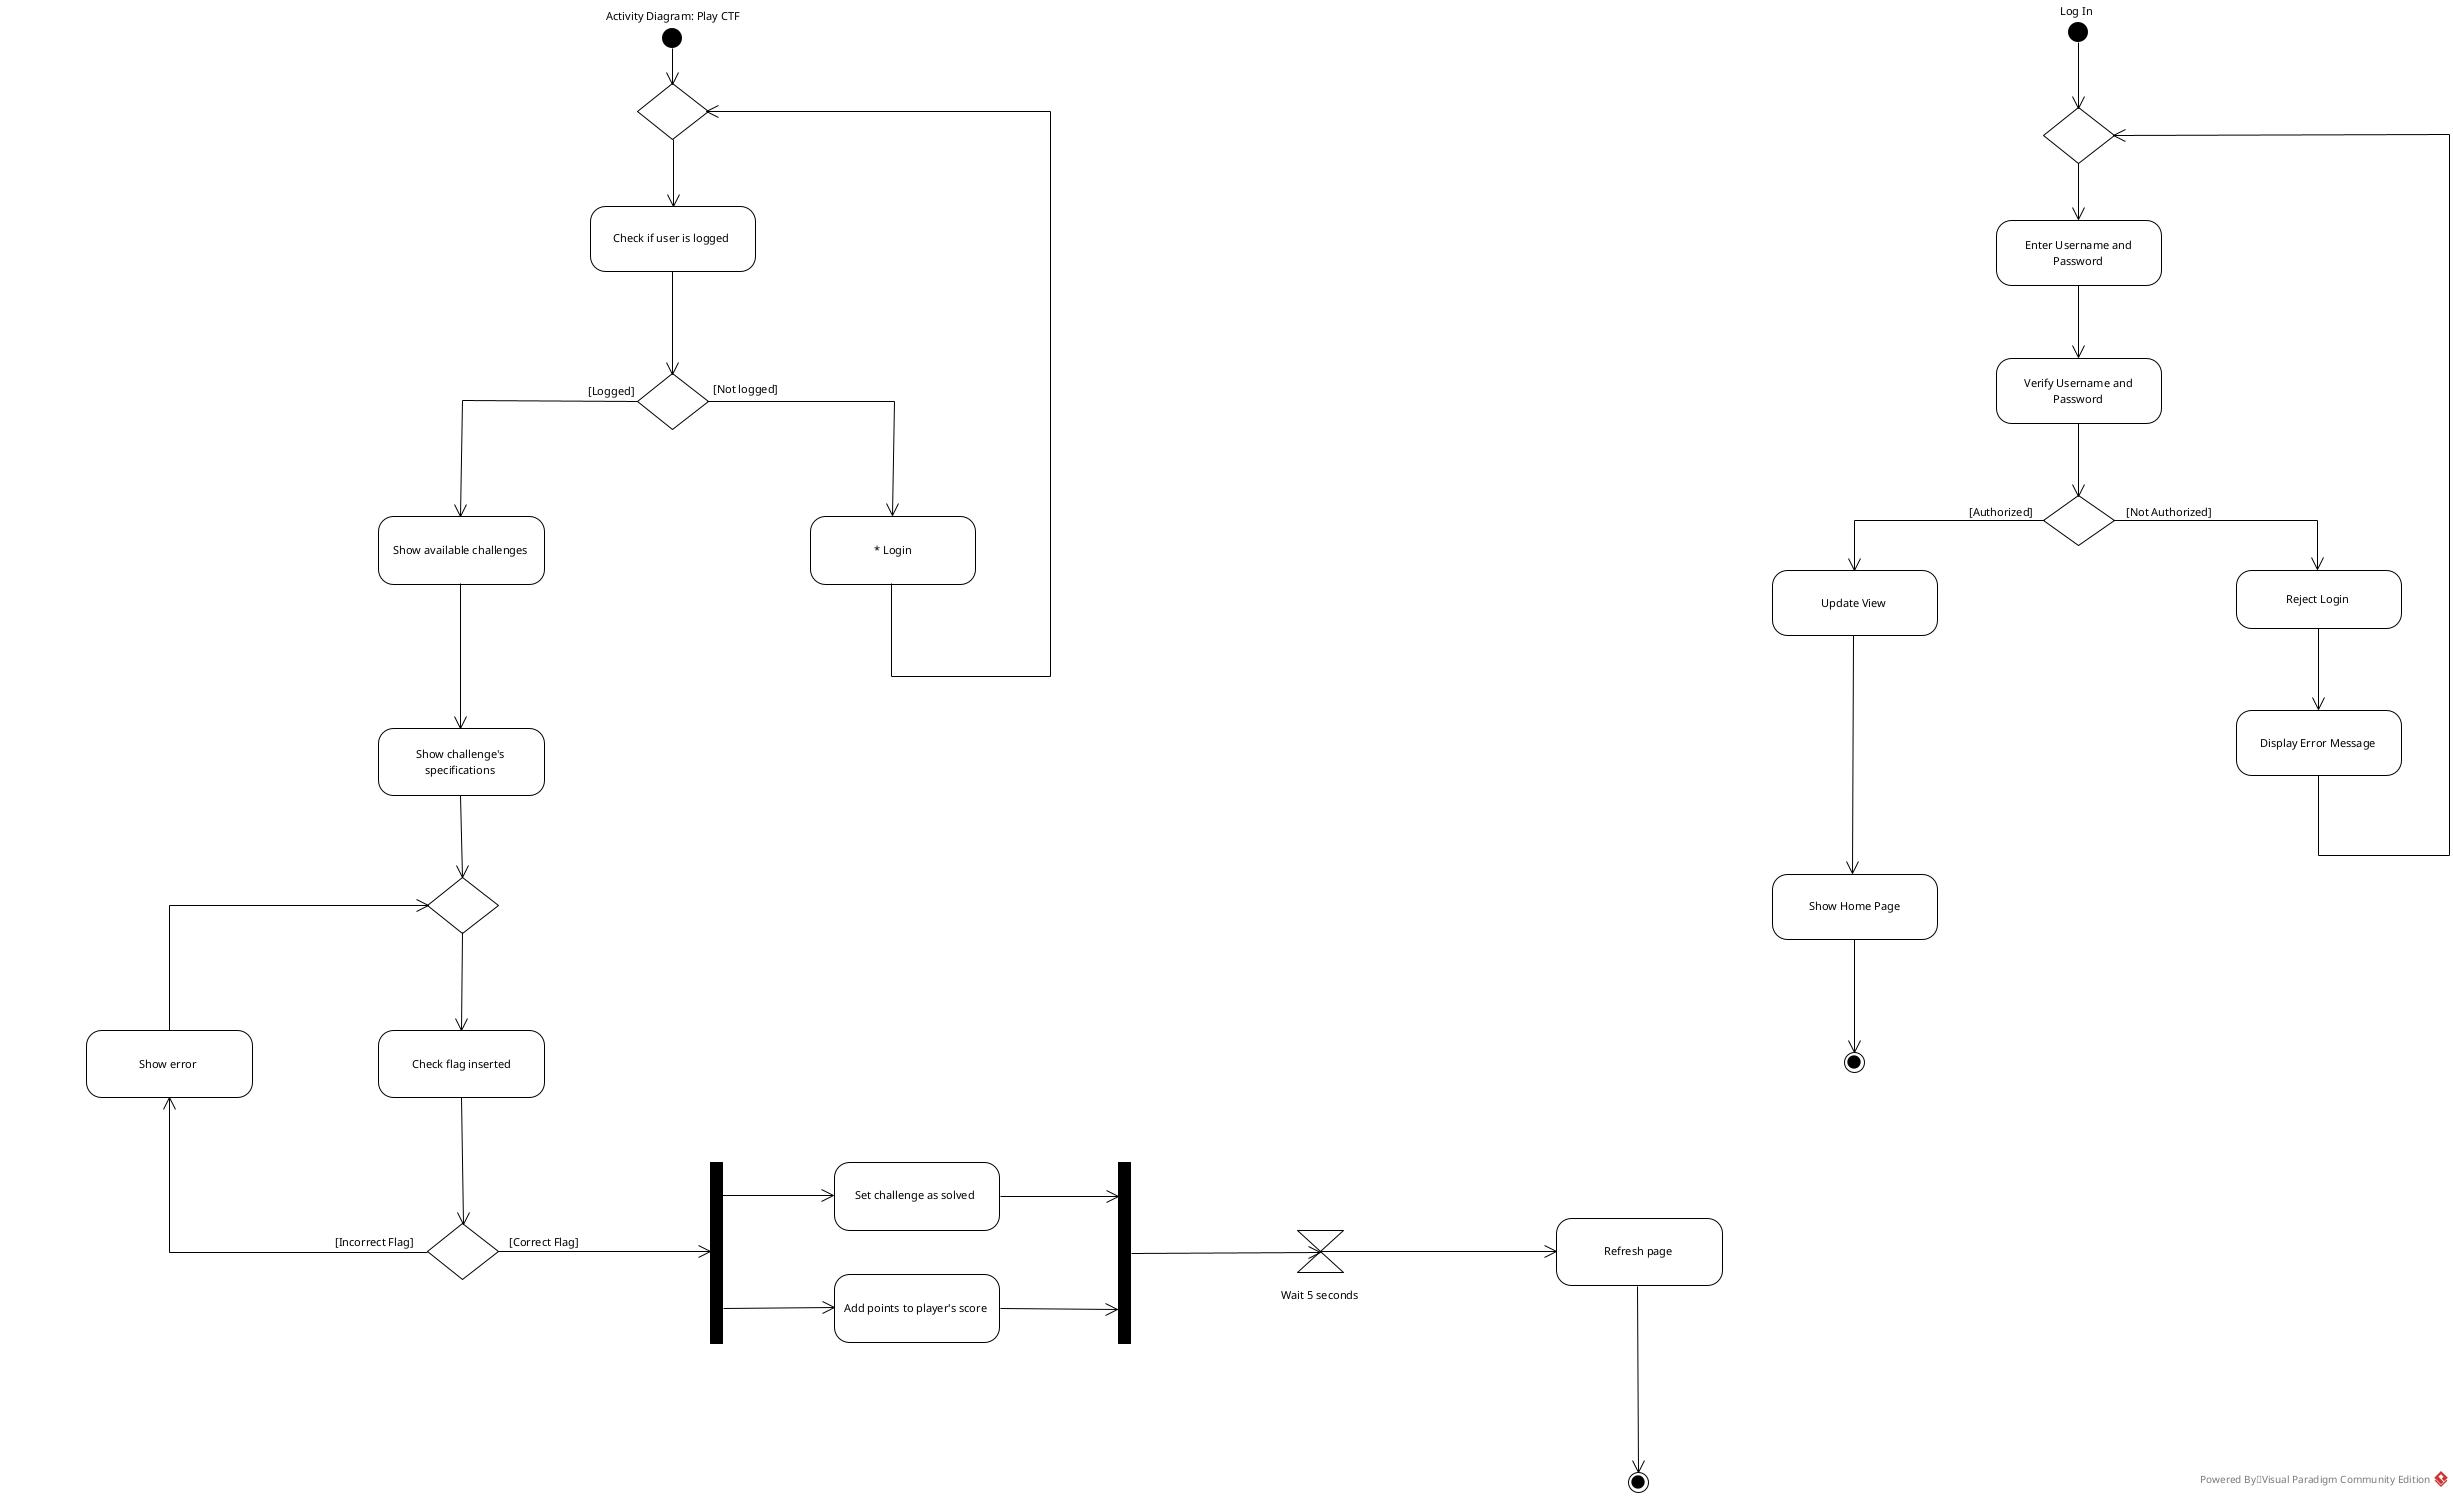 Activity Diagram: Play CTF
Check if user is logged
[Logged]
[Not logged]
Show available challenges
* Login
Show challenge's
specifications
Show error
Check flag inserted
[Incorrect Flag]
[Correct Flag]
Set challenge as solved
Add points to player's score
Wait 5 seconds
Refresh page
Log In
Enter Username and
Password
Verify Username and
Password
[Authorized]
[Not Authorized]
Update View
Reject Login
Display Error Message
Show Home Page
Powered By Visual Paradigm Community Edition